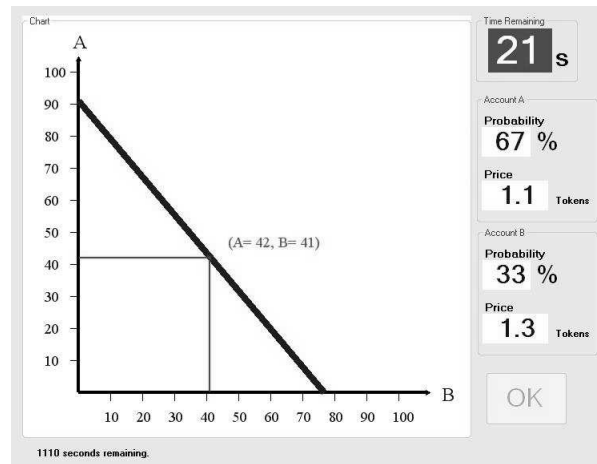 Chart
A
100
90
80
70
60
50
40
30
20
10
(A= 42, B= 41)
B
10 20 30 40 50 60 70 80 90 100
Time Remaining
21 s
Account A
Probability
67 %
Price
1.1 Tokens
Account B
Probability
33 %
Price
1.3 Tokens
OK
1110 seconds remaining.